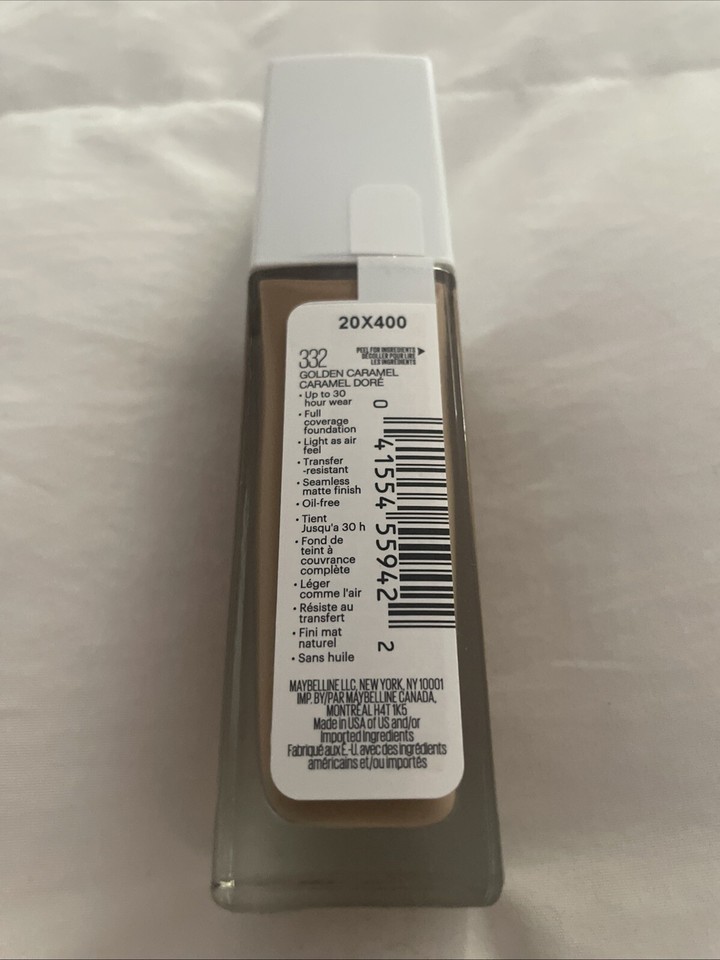 20X400
332
PEEL FOR INGREDIENTS
DÉCOLLER POUR LIRE
LES INGRÉDIENTS
GOLDEN CARAMEL
CARAMEL DORÉ
• Up to 30
hour wear
• Full
coverage
foundation
• Light as air
feel
• Transfer
-resistant
• Seamless
matte finish
• Oil-free
• Tient
Jusqu'a 30 h
• Fond de
teint à
couvrance
complète
• Léger
comme l'air
• Résiste au
transfert
• Fini mat
naturel
• Sans huile
0 41554 55942 2
MAYBELLINE LLC, NEW YORK, NY 10001
IMP. BY/PAR MAYBELLINE CANADA,
MONTRÉAL H4T 1K5
Made in USA of US and/or
Imported Ingredients
Fabriqué aux É.-U. avec des ingrédients
américains et/ou importés